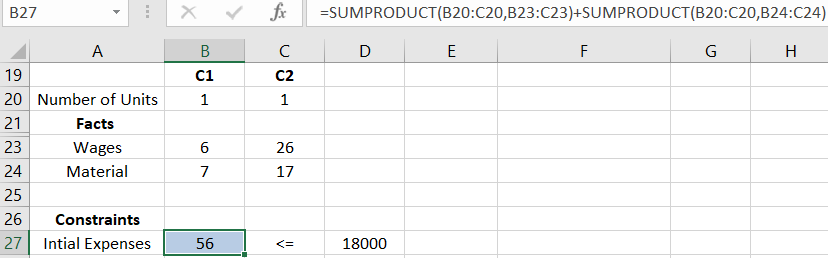 B27 fx =SUMPRODUCT(B20:C20,B23:C23)+SUMPRODUCT(B20:C20,B24:C24)
A B C D E F G H
19 C1 C2
20 Number of Units 1 1
21 Facts
23 Wages 6 26
24 Material 7 17
25
26 Constraints
27 Intial Expenses 56 <= 18000